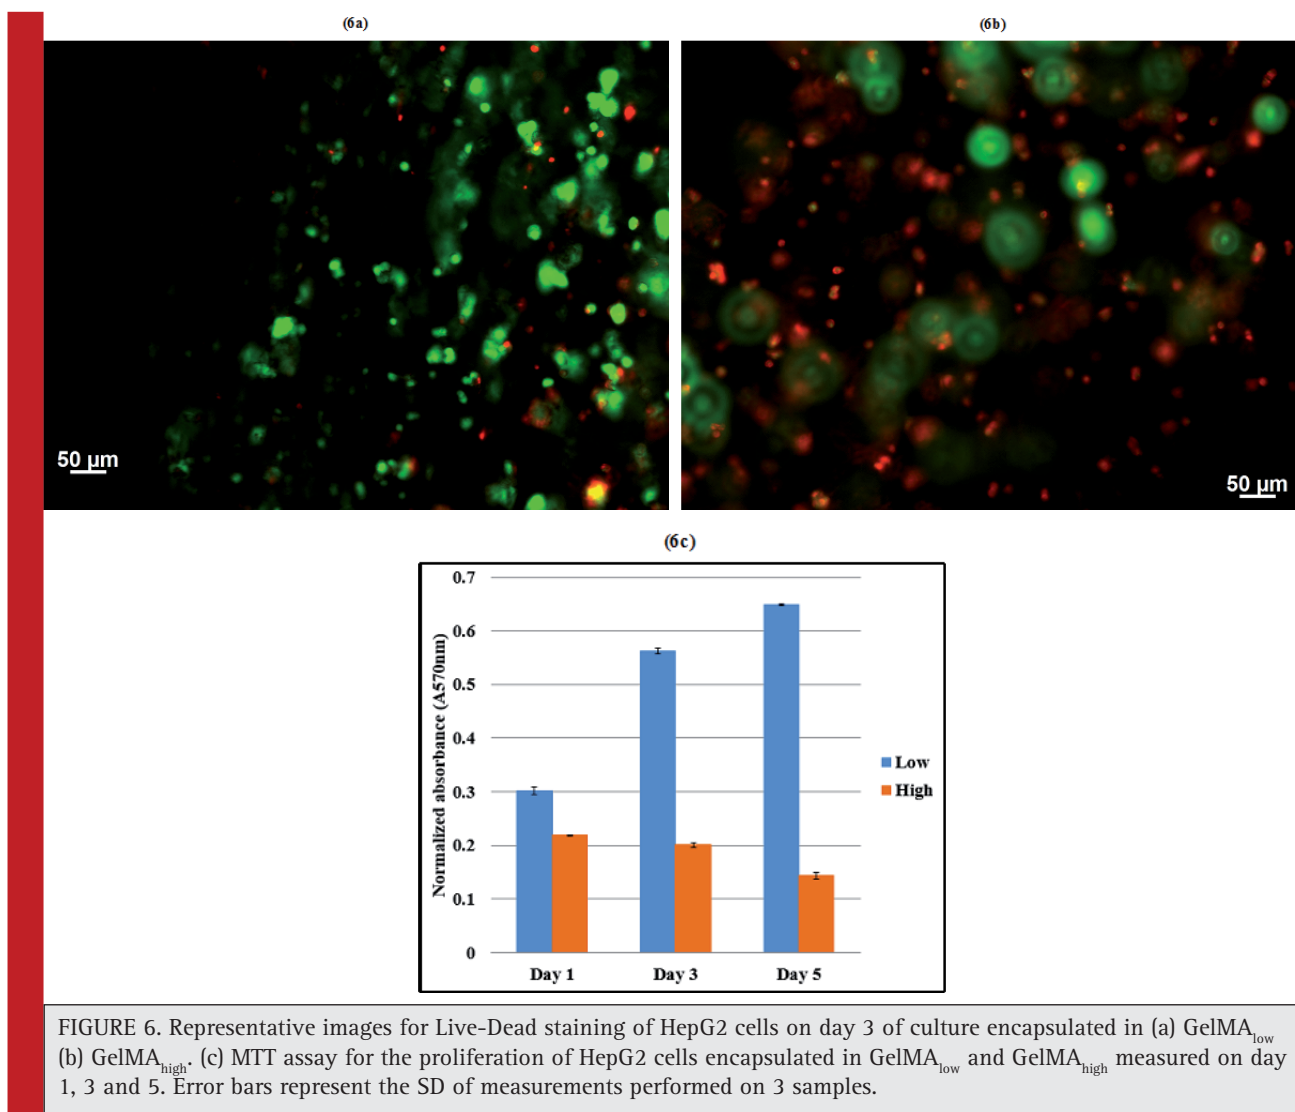 (6a)
(6b)
50 µm
50 µm
(6c)
Normalized absorbance (A570nm)
0.7
0.6
0.5
0.4
0.3
0.2
0.1
0
Low
High
Day 1
Day 3
Day 5
FIGURE 6. Representative images for Live-Dead staining of HepG2 cells on day 3 of culture encapsulated in (a) GelMAlow
(b) GelMAhigh. (c) MTT assay for the proliferation of HepG2 cells encapsulated in GelMAlow and GelMAhigh measured on day
1, 3 and 5. Error bars represent the SD of measurements performed on 3 samples.